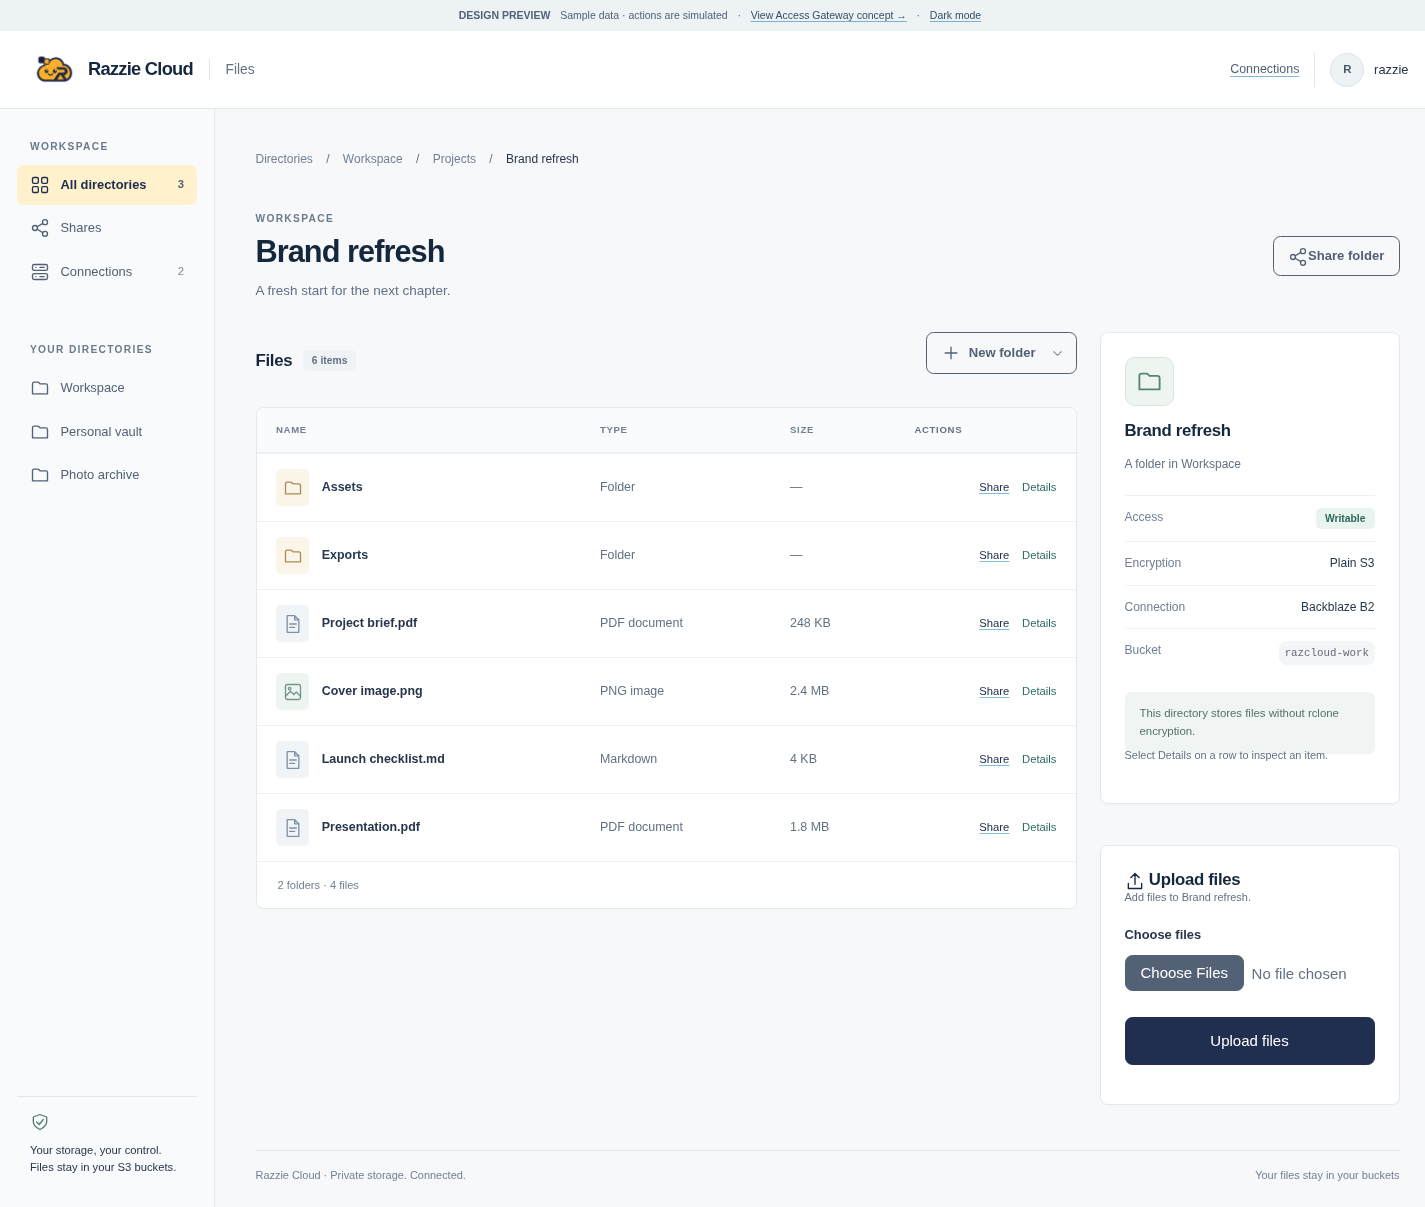 DESIGN PREVIEW Sample data · actions are simulated · View Access Gateway concept → · Dark mode
Razzie Cloud Files Connections R razzie
WORKSPACE
All directories 3
Shares
Connections 2
YOUR DIRECTORIES
Workspace
Personal vault
Photo archive
Your storage, your control.
Files stay in your S3 buckets.
Directories / Workspace / Projects / Brand refresh
WORKSPACE
Brand refresh
A fresh start for the next chapter.
Share folder
Files 6 items
New folder
NAME TYPE SIZE ACTIONS
Assets Folder — Share Details
Exports Folder — Share Details
Project brief.pdf PDF document 248 KB Share Details
Cover image.png PNG image 2.4 MB Share Details
Launch checklist.md Markdown 4 KB Share Details
Presentation.pdf PDF document 1.8 MB Share Details
2 folders · 4 files
Brand refresh
A folder in Workspace
Access Writable
Encryption Plain S3
Connection Backblaze B2
Bucket razcloud-work
This directory stores files without rclone
encryption.
Select Details on a row to inspect an item.
Upload files
Add files to Brand refresh.
Choose files
Choose Files No file chosen
Upload files
Razzie Cloud · Private storage. Connected. Your files stay in your buckets